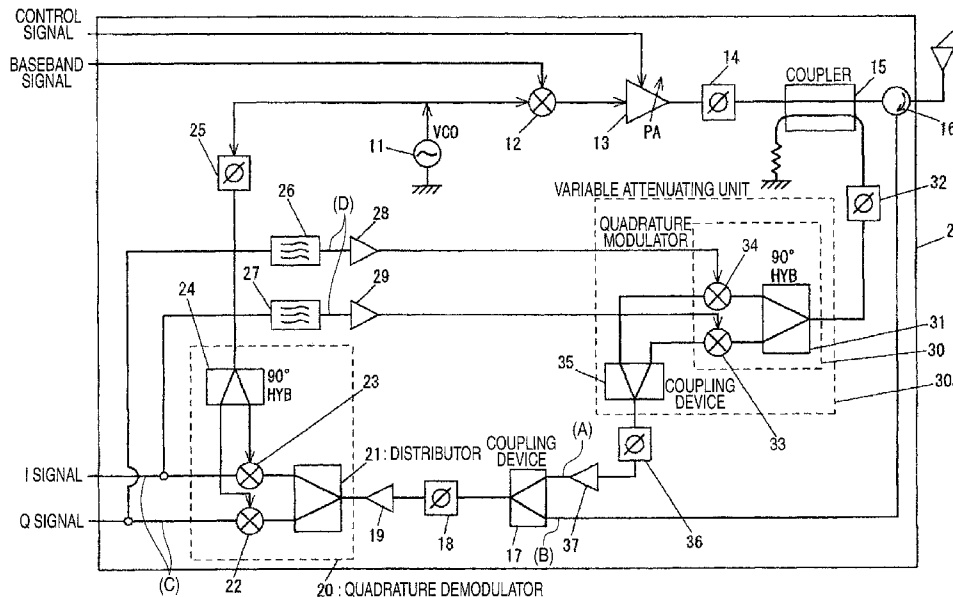 CONTROL
SIGNAL
BASEBAND
SIGNAL
14
COUPLER
15
25
VCO
11
12
13
PA
16
VARIABLE ATTENUATING UNIT
32
26
(D)
28
QUADRATURE
MODULATOR
34
2
27
29
90°
HYB
24
31
30
90°
HYB
23
35
COUPLING
DEVICE
33
30
21 : DISTRIBUTOR
COUPLING
DEVICE
(A)
I SIGNAL
Q SIGNAL
19
18
17
(B)
37
36
(C)
22
20 : QUADRATURE DEMODULATOR